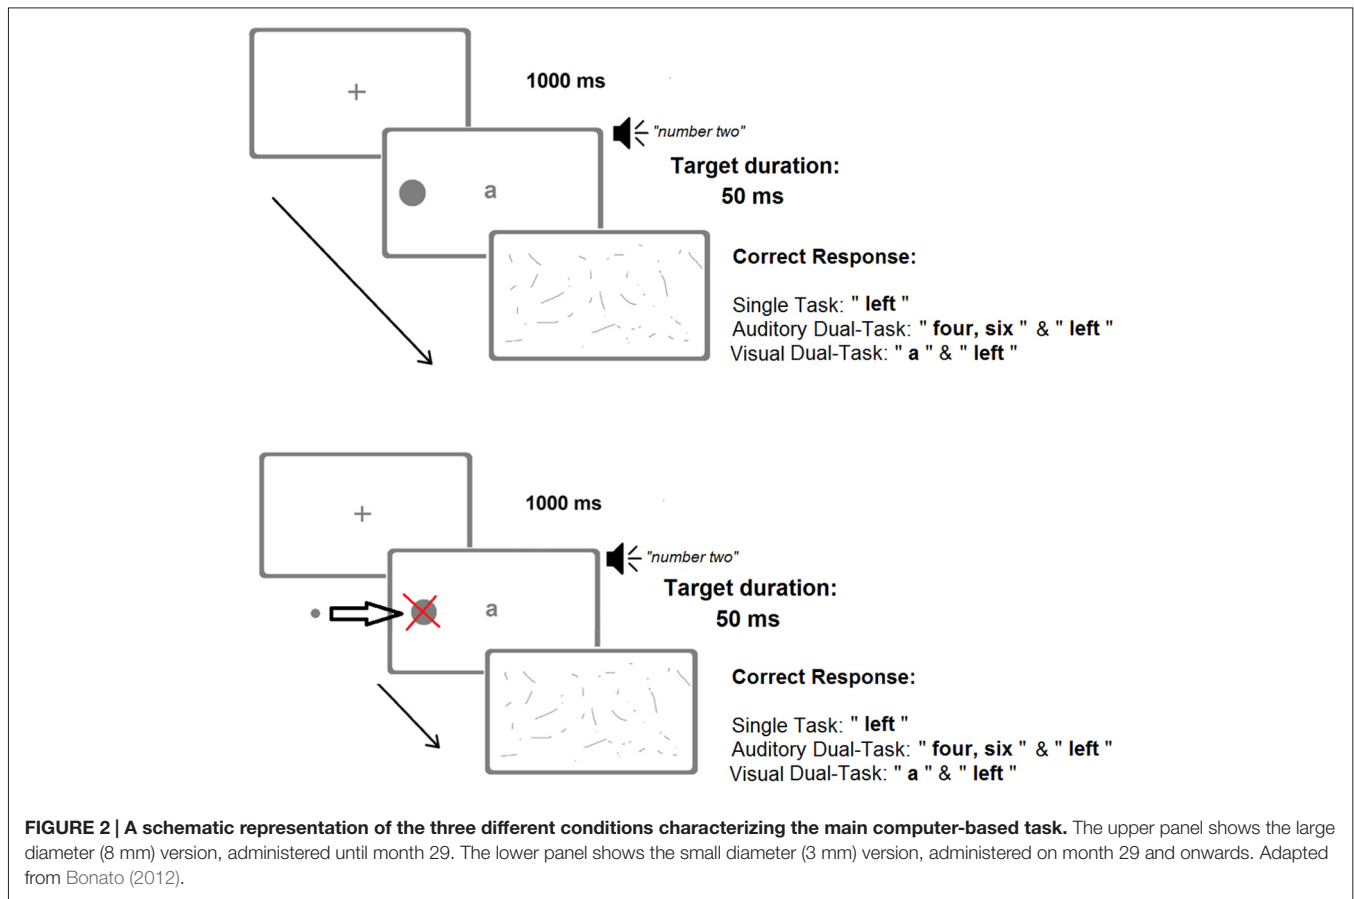 +
1000 ms
"number two"
Target duration:
50 ms
a
Correct Response:
Single Task: " left "
Auditory Dual-Task: " four, six " & " left "
Visual Dual-Task: " a " & " left "
+
1000 ms
"number two"
Target duration:
50 ms
a
Correct Response:
Single Task: " left "
Auditory Dual-Task: " four, six " & " left "
Visual Dual-Task: " a " & " left "
FIGURE 2 | A schematic representation of the three different conditions characterizing the main computer-based task. The upper panel shows the large
diameter (8 mm) version, administered until month 29. The lower panel shows the small diameter (3 mm) version, administered on month 29 and onwards. Adapted
from Bonato (2012).